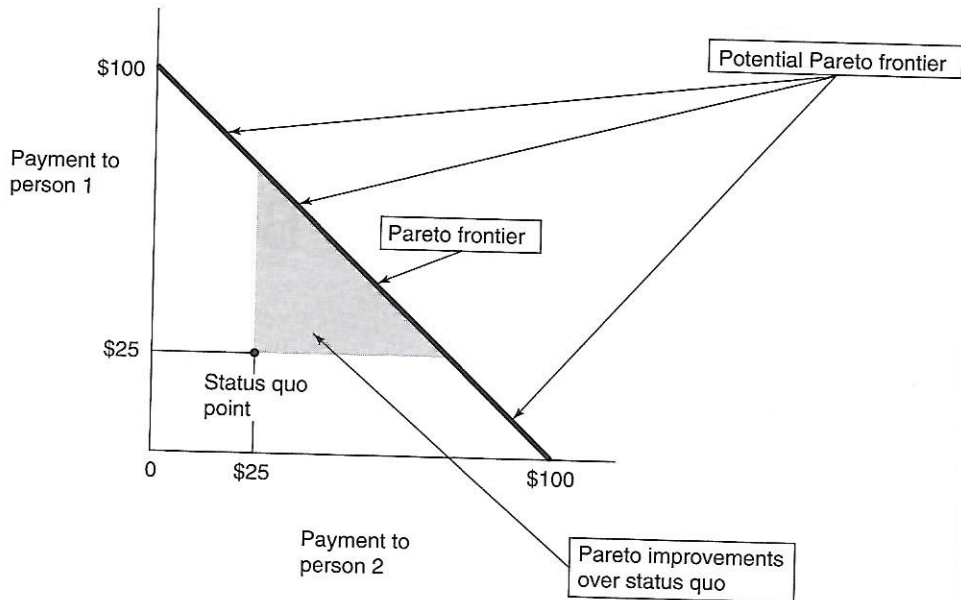 Potential Pareto frontier
$100
Payment to
person 1
Pareto frontier
$25
Status quo
point
0
$25
$100
Payment to
person 2
Pareto improvements
over status quo